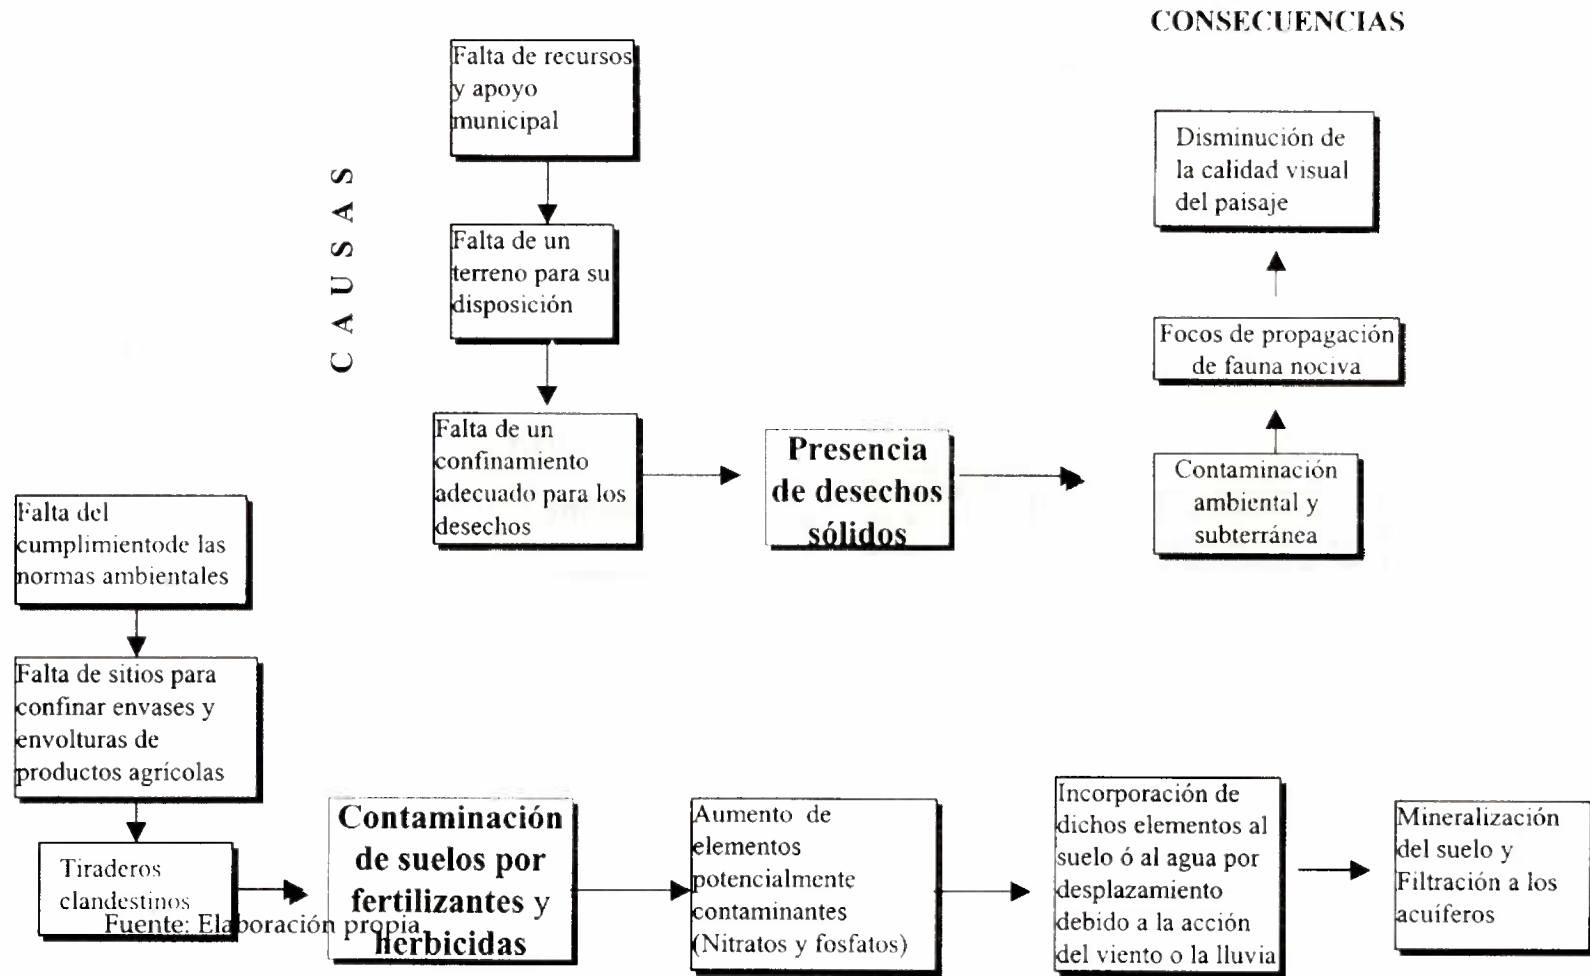 CONSECUENCIAS
CAUSAS
Falta de recursos
y apoyo
municipal
Falta de un
terreno para su
disposición
Falta de un
confinamiento
adecuado para los
desechos
Presencia
de desechos
sólidos
Disminución de
la calidad visual
del paisaje
Focos de propagación
de fauna nociva
Contaminación
ambiental y
subterránea
Falta del
cumplimientode las
normas ambientales
Falta de sitios para
confinar envases y
envolturas de
productos agrícolas
Tiraderos
clandestinos
Fuente: Elaboración propia.
Contaminación
de suelos por
fertilizantes y
herbicidas
Aumento de
elementos
potencialmente
contaminantes
(Nitratos y fosfatos)
Incorporación de
dichos elementos al
suelo ó al agua por
desplazamiento
debido a la acción
del viento o la lluvia
Mineralización
del suelo y
Filtración a los
acuíferos